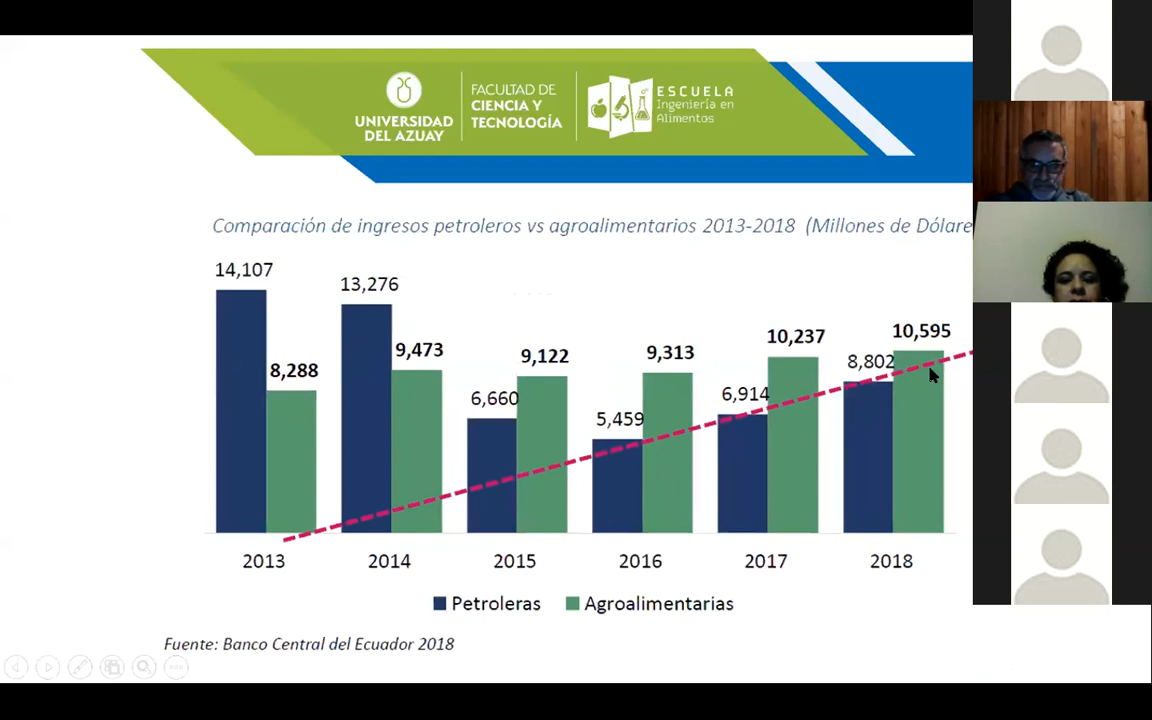 UNIVERSIDAD
DEL AZUAY
FACULTAD DE
CIENCIA Y
TECNOLOGÍA
ESCUELA
Ingeniería en
Alimentos
Comparación de ingresos petroleros vs agroalimentarios 2013-2018 (Millones de Dólare
14,107
8,288
13,276
9,473
6,660
9,122
5,459
9,313
6,914
10,237
8,802
10,595
2013 2014 2015 2016 2017 2018
Petroleras Agroalimentarias
Fuente: Banco Central del Ecuador 2018